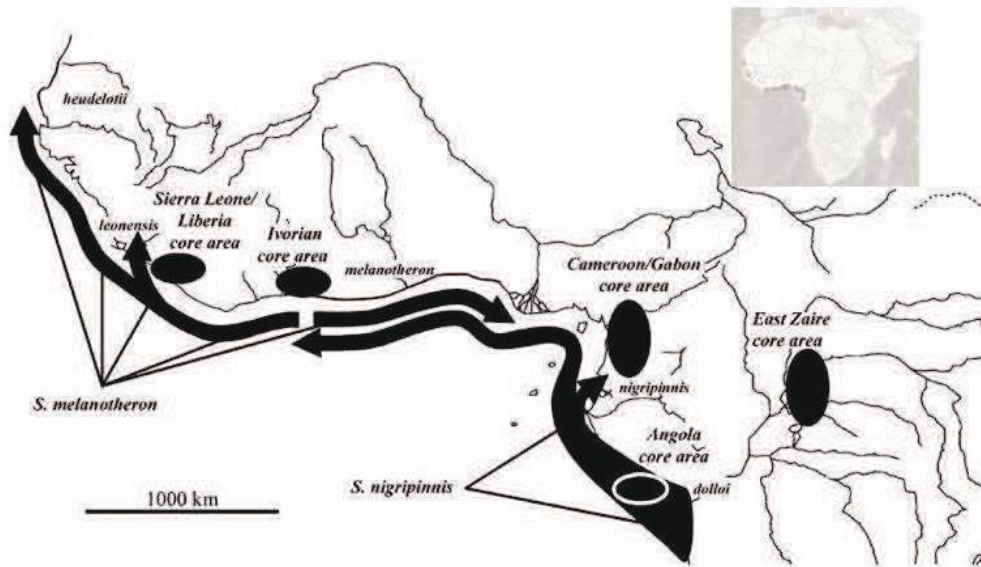 heudelotii
Sierra Leone/
Liberia
core area
leonensis
Ivorian
core area
melanotheron
Cameroon/Gabon
core area
East Zaire
core area
nigripinnis
S. melanotheron
Angola
core area
S. nigripinnis
dolloi
1000 km